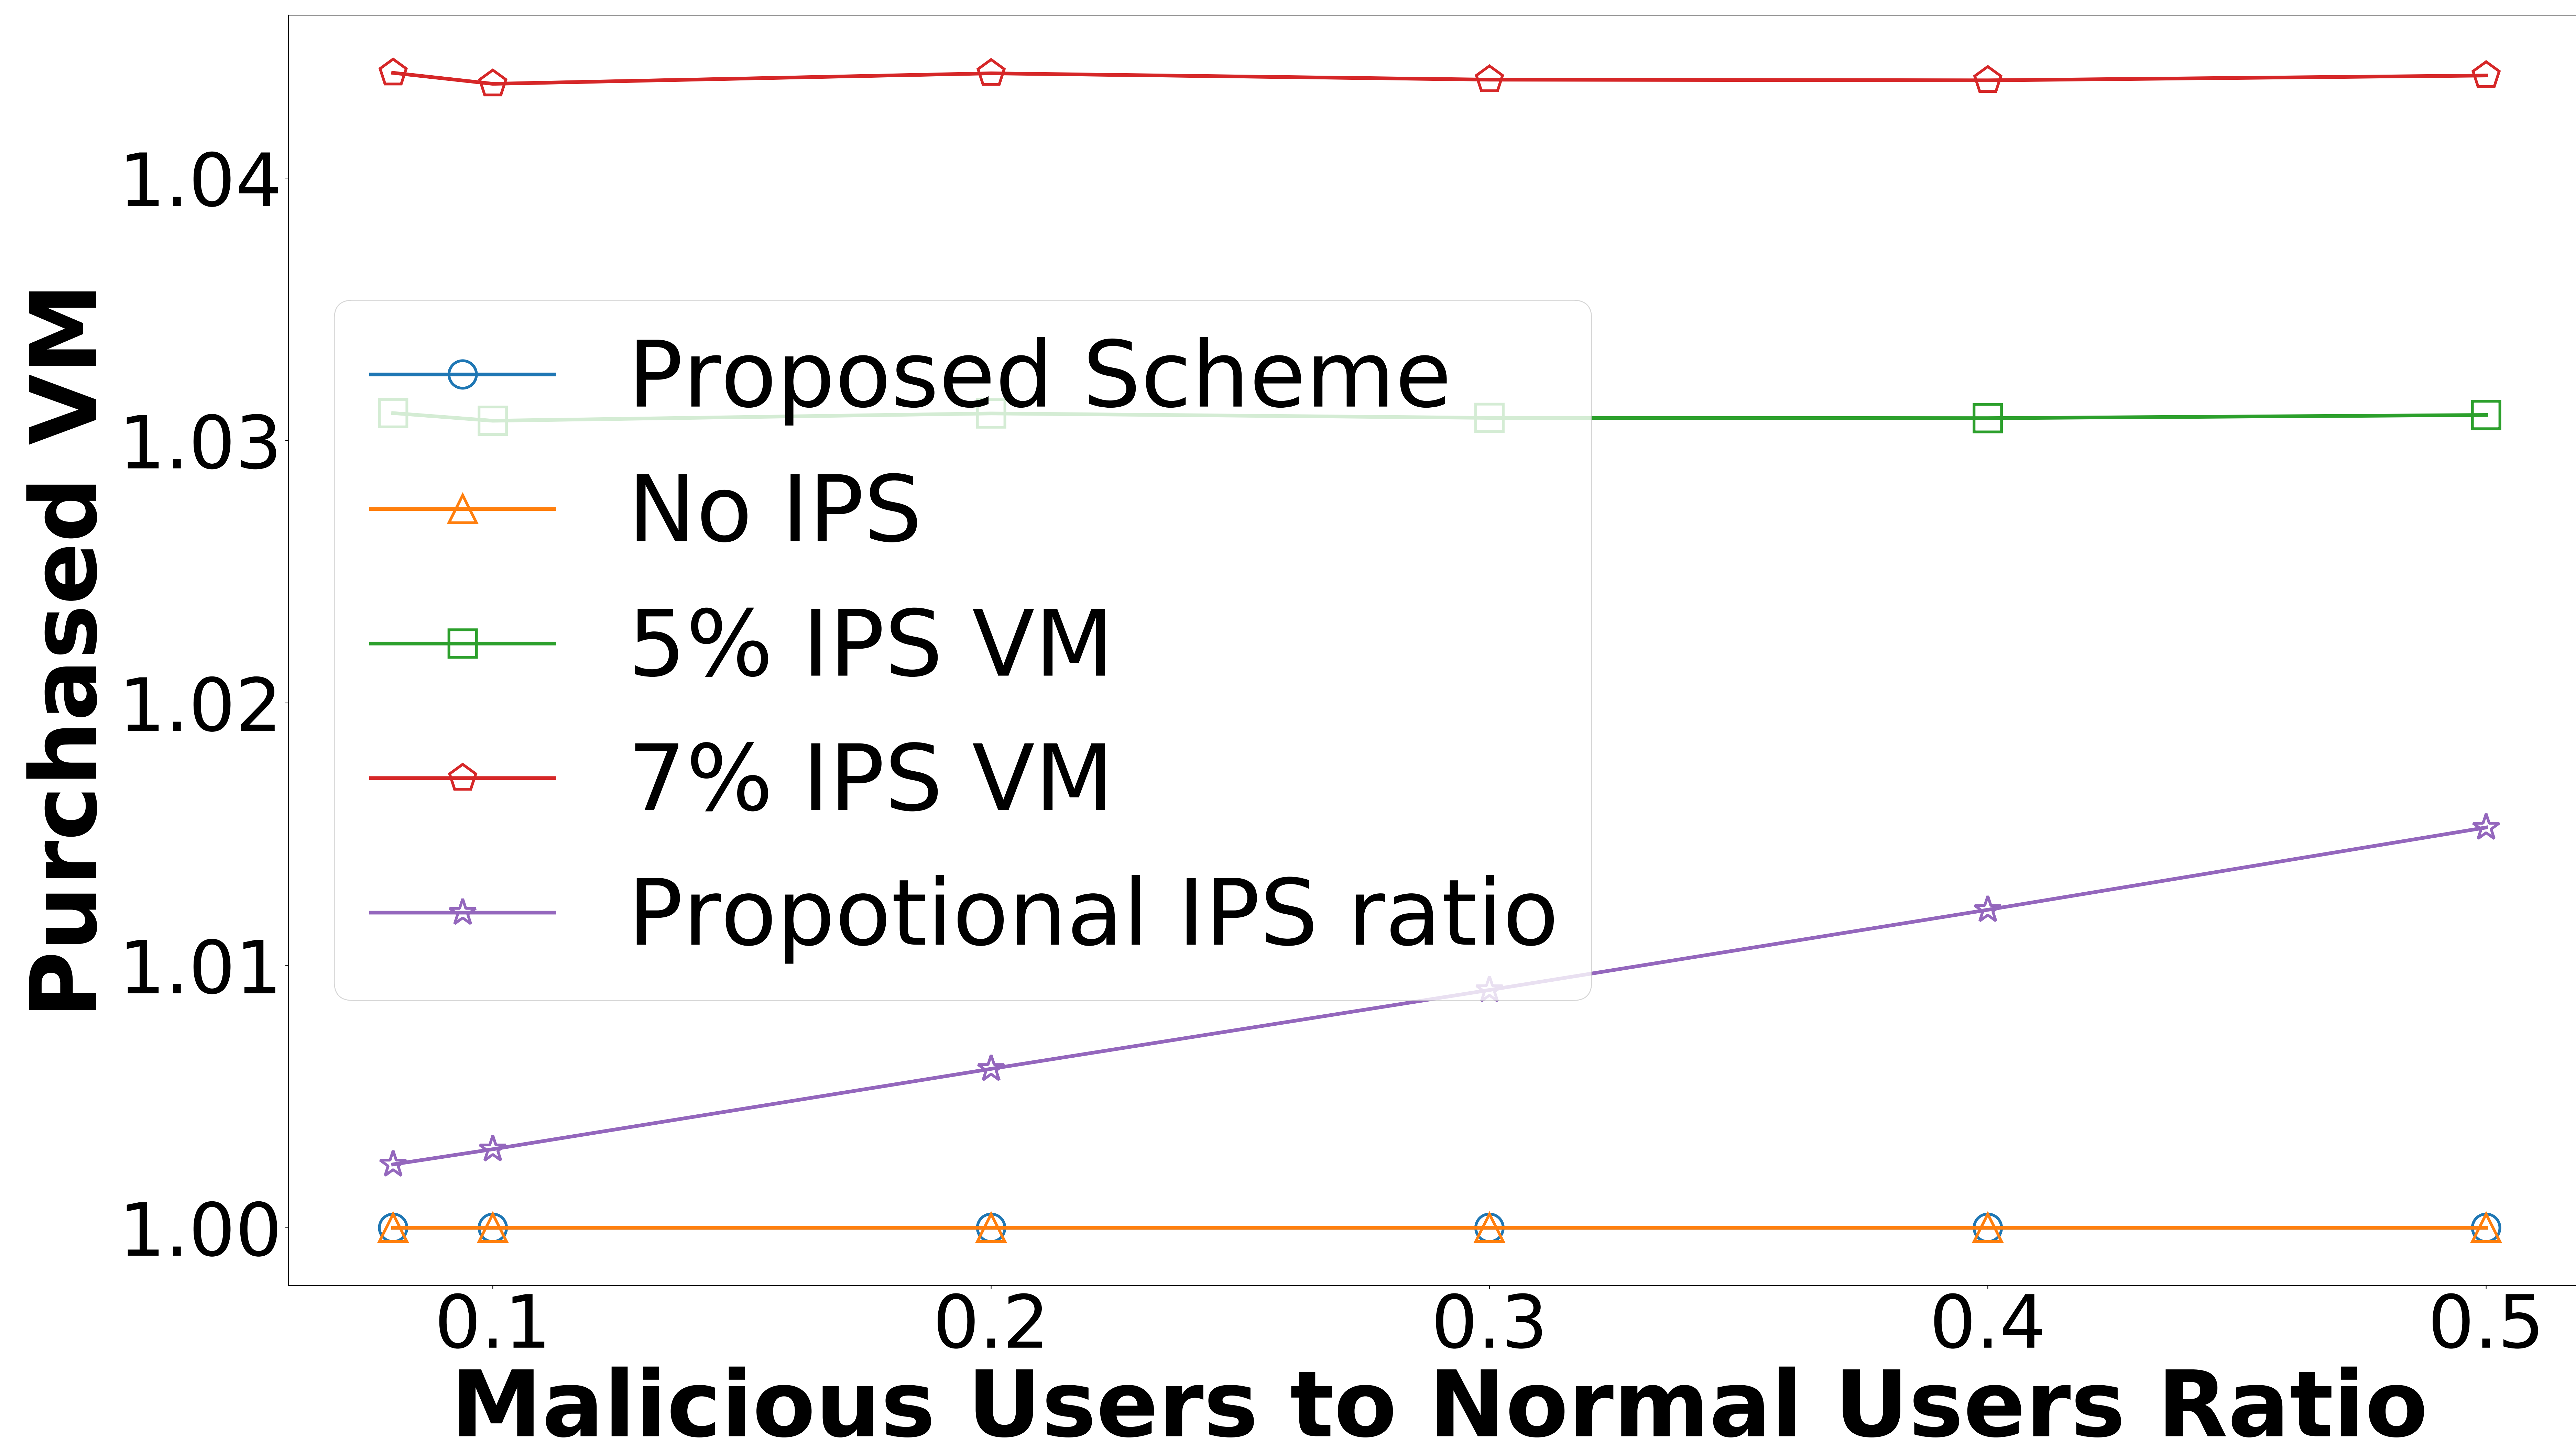 Purchased VM
1.04
1.03
1.02
1.01
1.00
Proposed Scheme
No IPS
5% IPS VM
7% IPS VM
Propotional IPS ratio
0.1 0.2 0.3 0.4 0.5
Malicious Users to Normal Users Ratio